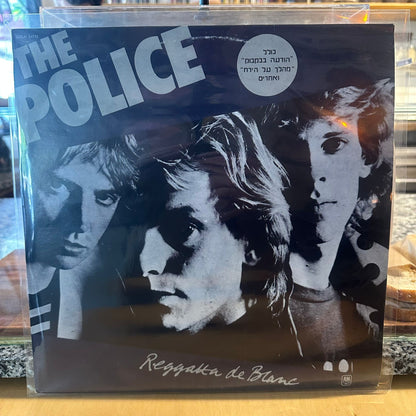 THE
POLICE
כולל
"הודעה בבקבוק"
"מהלך על הירח"
ואחרים
Reggatta de Blanc